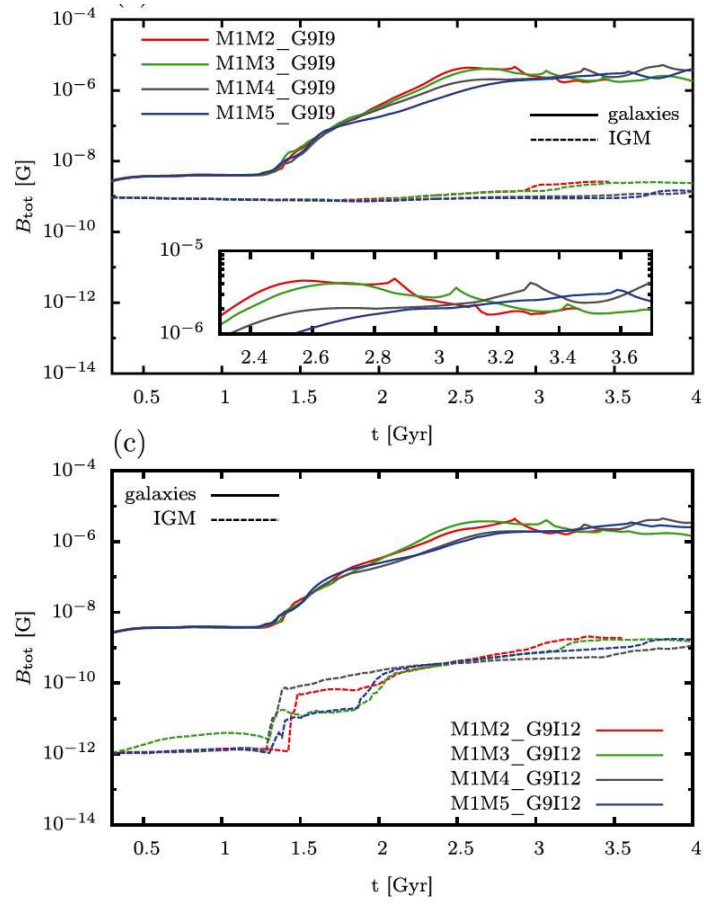 10^−4
M1M2_G9I9
M1M3_G9I9
M1M4_G9I9
M1M5_G9I9
10^−6
galaxies
IGM
10^−8
B_tot [G]
10^−10
10^−5
10^−12
10^−6
2.4 2.6 2.8 3 3.2 3.4 3.6
10^−14
0.5 1 1.5 2 2.5 3 3.5 4
t [Gyr]
(c)
10^−4
galaxies
IGM
10^−6
10^−8
B_tot [G]
10^−10
M1M2_G9I12
10^−12
M1M3_G9I12
M1M4_G9I12
M1M5_G9I12
10^−14
0.5 1 1.5 2 2.5 3 3.5 4
t [Gyr]